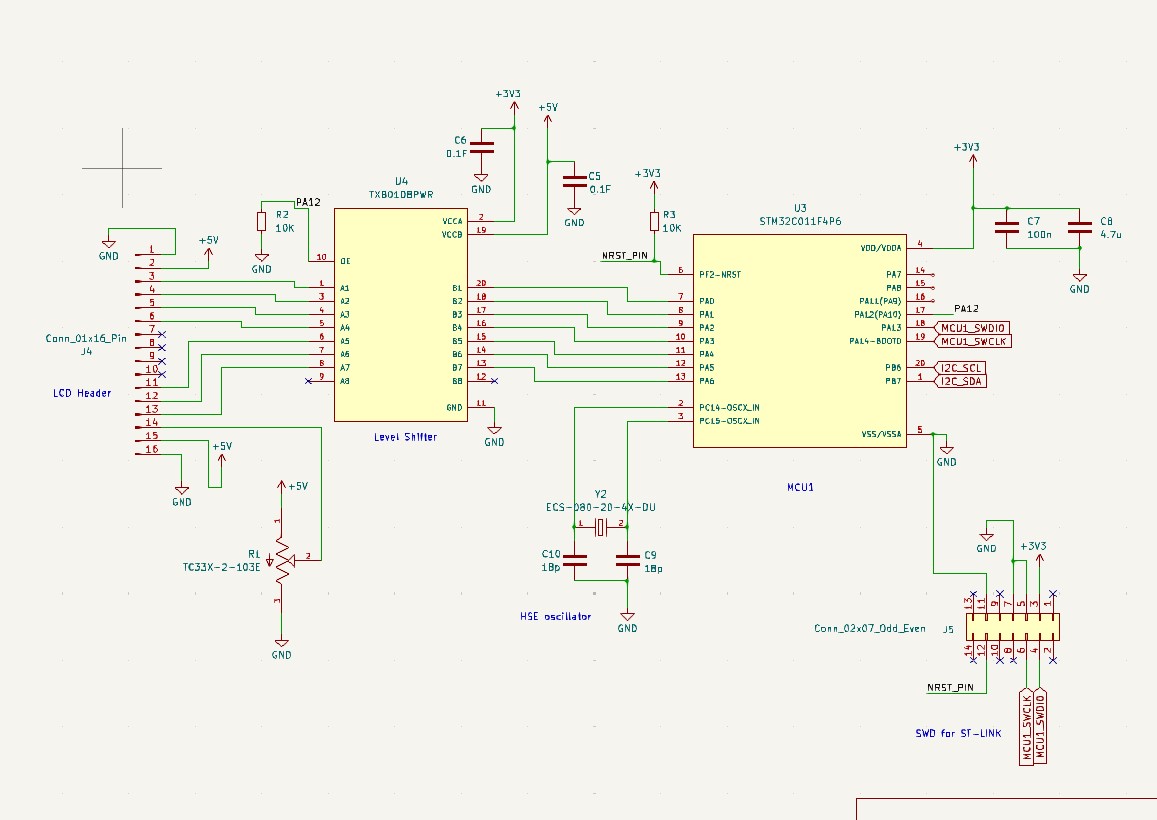 +3V3
+5V
C6
0.1F
GND
C5
0.1F
GND
U4
TXB0108PWR
PA12
R2
10K
GND
VCCA 2
VCCB 19
10 OE
1 A1
3 A2
4 A3
5 A4
6 A5
7 A6
8 A7
9 A8
B1 20
B2 18
B3 17
B4 16
B5 15
B6 14
B7 13
B8 12
GND 11
GND
Level Shifter
GND
+5V
1
2
3
4
5
6
7
8
9
10
11
12
13
14
15
16
Conn_01x16_Pin
J4
LCD Header
+5V
GND
+5V
1
R1
TC33X-2-103E
2
3
GND
+3V3
R3
10K
NRST_PIN
U3
STM32C011F4P6
6 PF2-NRST
7 PA0
8 PA1
9 PA2
10 PA3
11 PA4
12 PA5
13 PA6
2 PC14-OSCX_IN
3 PC15-OSCX_IN
VDD/VDDA 4
PA7 14
PA8 15
PA11(PA9) 16
PA12(PA10) 17
PA13 18
PA14-BOOT0 19
PB6 20
PB7 1
VSS/VSSA 5
PA12
MCU1_SWDIO
MCU1_SWCLK
I2C_SCL
I2C_SDA
GND
MCU1
+3V3
C7
100n
C8
4.7u
GND
Y2
ECS-080-20-4X-DU
1
2
C10
18p
C9
18p
GND
HSE oscillator
GND
+3V3
Conn_02x07_Odd_Even
J5
13
11
9
7
5
3
1
14
12
10
8
6
4
2
NRST_PIN
MCU1_SWCLK
MCU1_SWDIO
SWD for ST-LINK